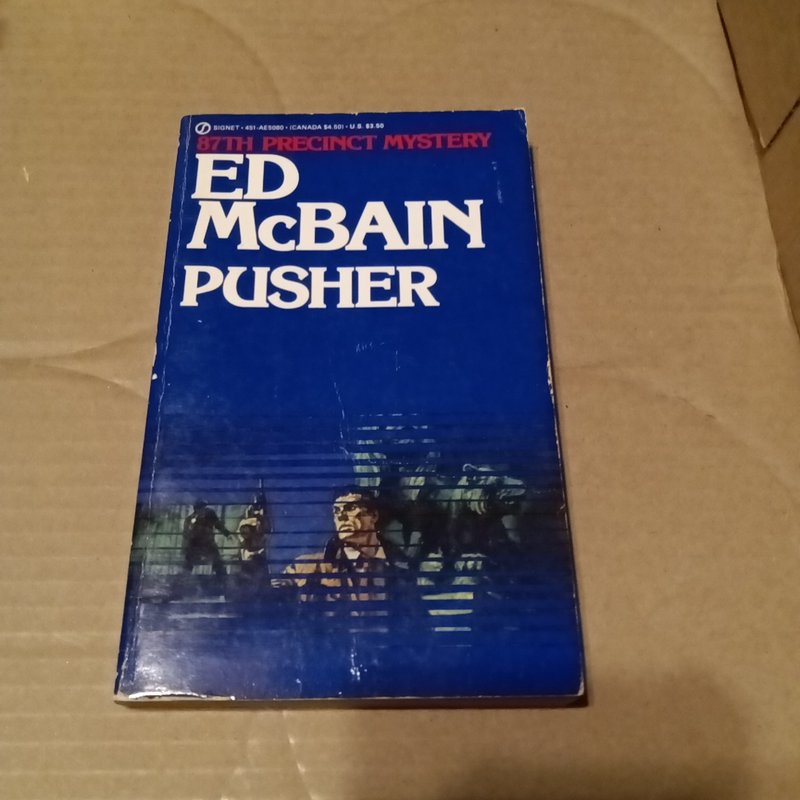 SIGNET • 451-AE5080 • (CANADA $4.50) • U.S. $3.50
87TH PRECINCT MYSTERY
ED
McBAIN
PUSHER